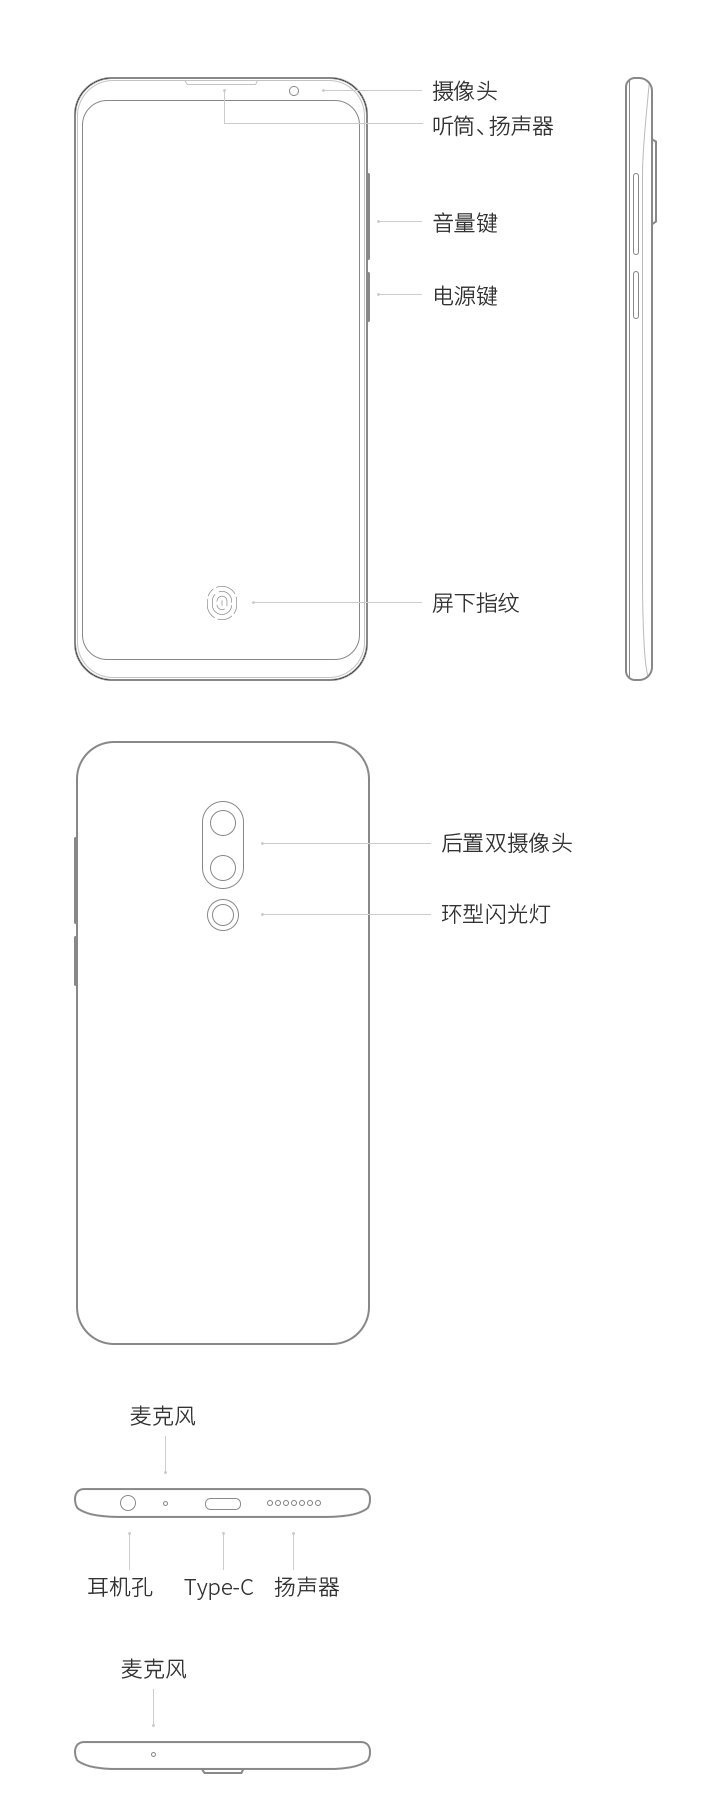 摄像头
听筒、扬声器
音量键
电源键
屏下指纹
后置双摄像头
环型闪光灯
麦克风
耳机孔 Type-C 扬声器
麦克风